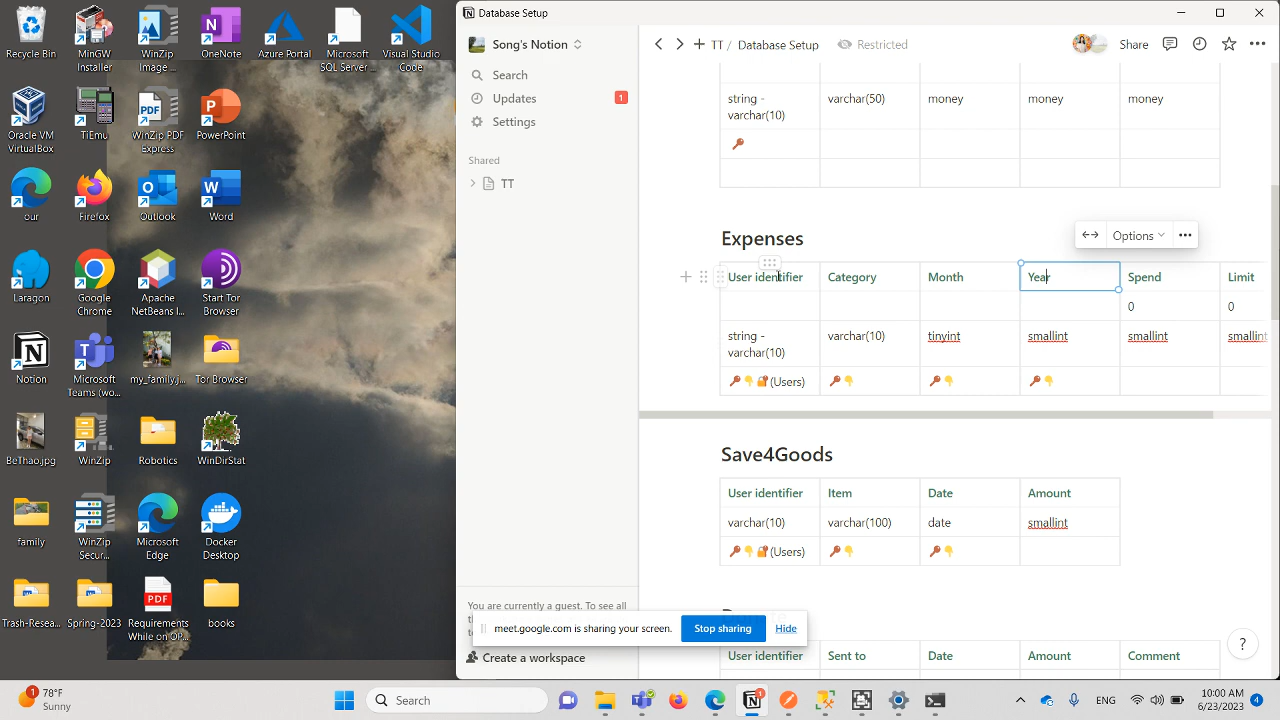 Recycle Bin
MinGW Installer
WinZip Image ...
OneNote
Azure Portal
Microsoft SQL Server ...
Visual Studio Code
Oracle VM VirtualBox
TiEmu
WinZip PDF Express
PowerPoint
our
Firefox
Outlook
Word
Laragon
Google Chrome
Apache NetBeans I...
Start Tor Browser
Notion
Microsoft Teams (wo...
my_family.j...
Tor Browser
BeThao.jpg
WinZip
Robotics
WinDirStat
family
WinZip Secur...
Microsoft Edge
Docker Desktop
Trash-Resea...
Spring-2023
Requirements While on OP...
books
Database Setup
Song's Notion
Search
Updates 1
Settings
Shared
TT
You are currently a guest. To see all
Create a workspace
TT / Database Setup Restricted
Share
string - varchar(10) varchar (50) money money money
Expenses
Options
User identifier Category Month Year Spend Limit
0 0
string - varchar(10) varchar(10) tinyint smallint smallint smallint
(Users)
Save4Goods
User identifier Item Date Amount
varchar(10) varchar(100) date smallint
(Users)
meet.google.com is sharing your screen. Stop sharing Hide
User identifier Sent to Date Amount Comment
?
1 78°F
Sunny
Search
ENG
10:00 AM
6/23/2023
4